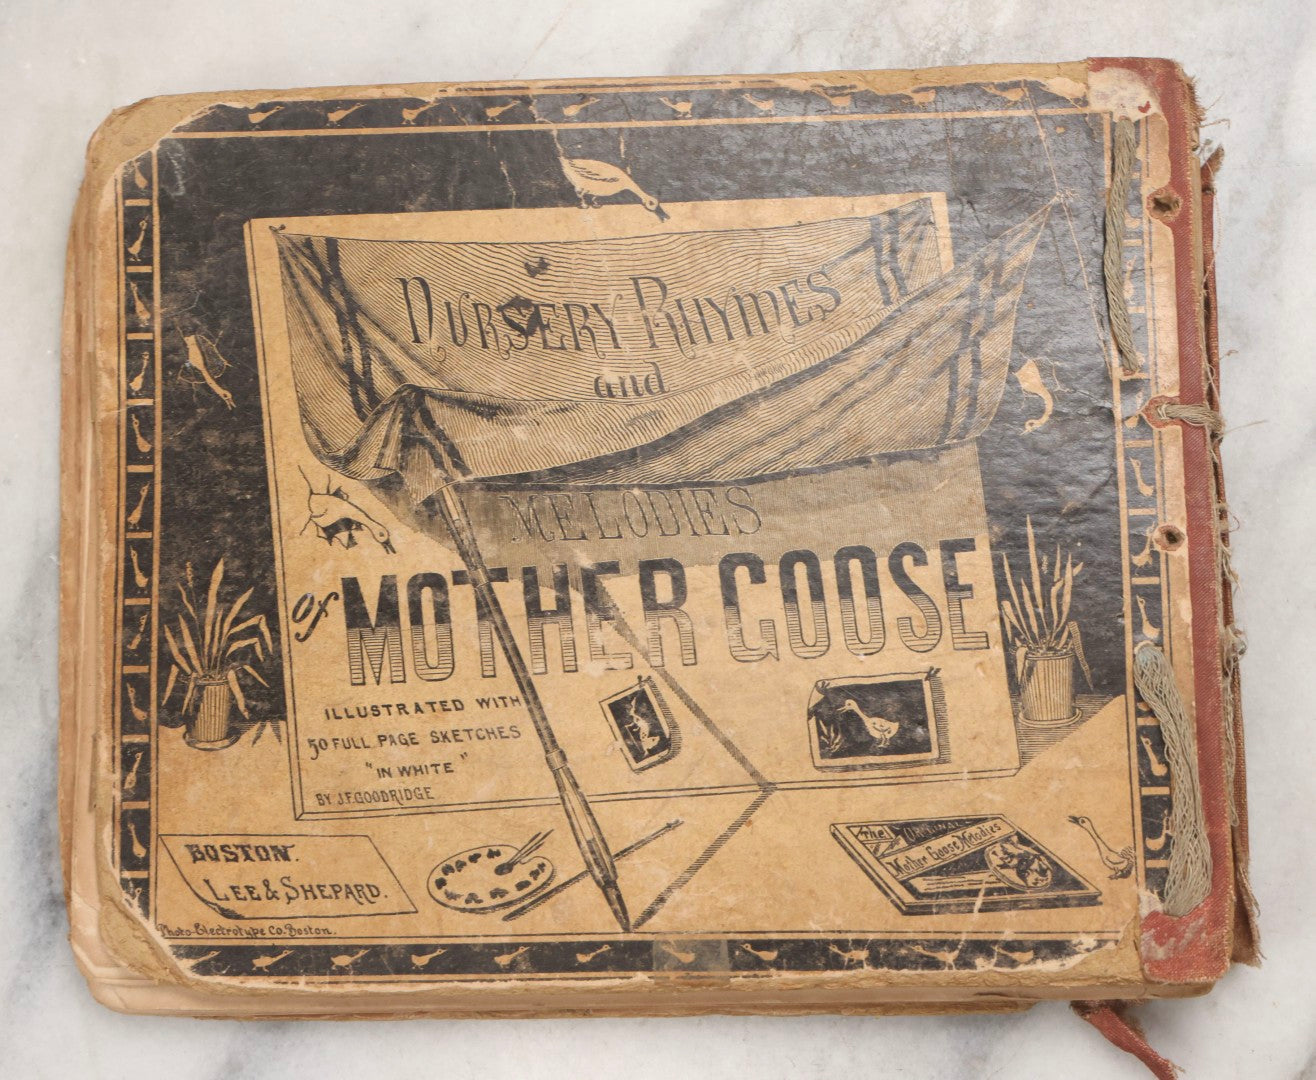 NURSERY RHYMES
and
MELODIES
of MOTHER GOOSE
ILLUSTRATED WITH
50 FULL PAGE SKETCHES
"IN WHITE"
BY J.F. GOODRIDGE
BOSTON.
LEE & SHEPARD.
The ORIGINAL
Mother Goose Melodies
Photo-Electrotype Co. Boston.